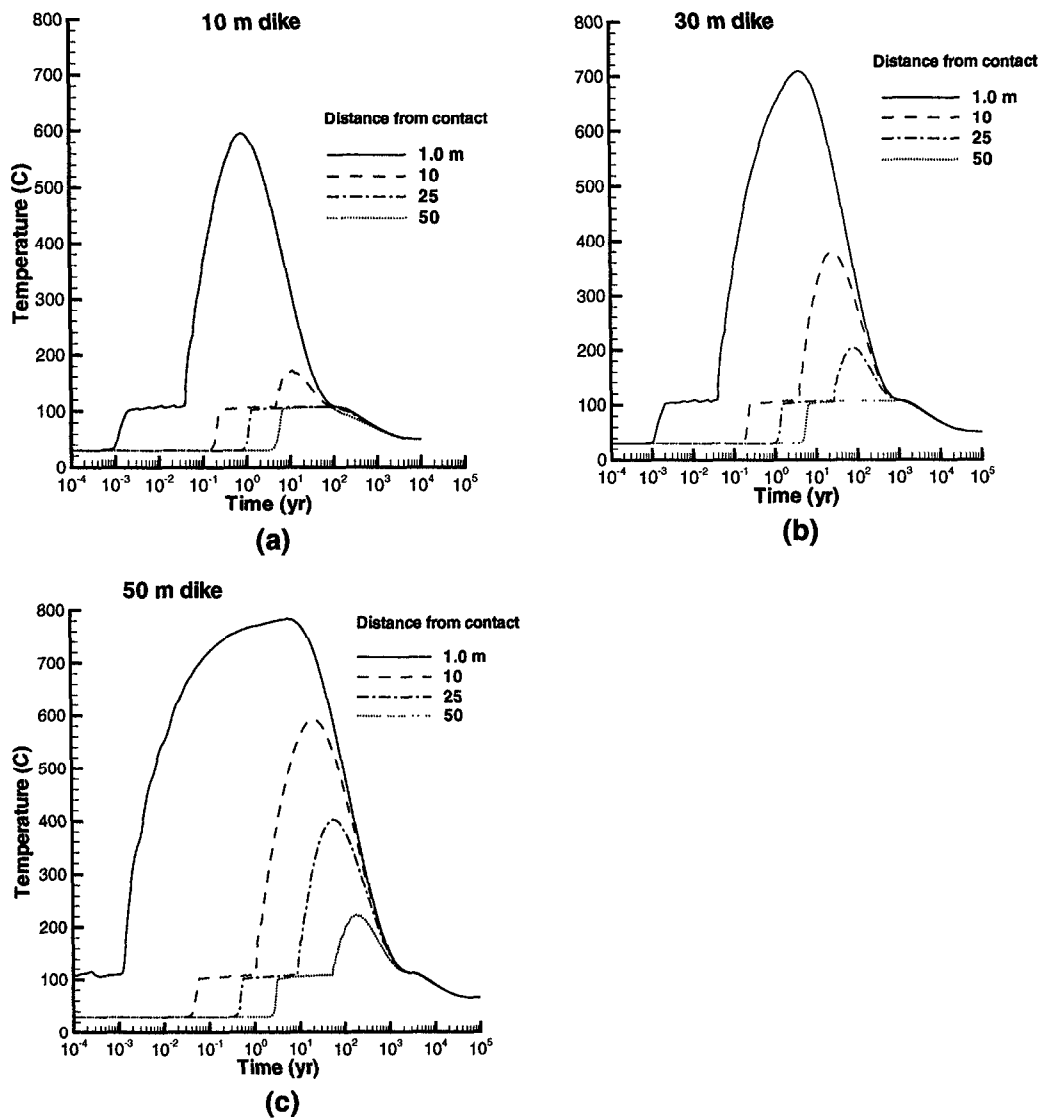 10 m dike
Distance from contact
1.0 m
10
25
50
Temperature (C)
800
700
600
500
400
300
200
100
0
10⁻⁴ 10⁻³ 10⁻² 10⁻¹ 10⁰ 10¹ 10² 10³ 10⁴ 10⁵
Time (yr)
(a)
30 m dike
Distance from contact
1.0 m
10
25
50
Temperature (C)
800
700
600
500
400
300
200
100
0
10⁻⁴ 10⁻³ 10⁻² 10⁻¹ 10⁰ 10¹ 10² 10³ 10⁴ 10⁵
Time (yr)
(b)
50 m dike
Distance from contact
1.0 m
10
25
50
Temperature (C)
800
700
600
500
400
300
200
100
0
10⁻⁴ 10⁻³ 10⁻² 10⁻¹ 10⁰ 10¹ 10² 10³ 10⁴ 10⁵
Time (yr)
(c)